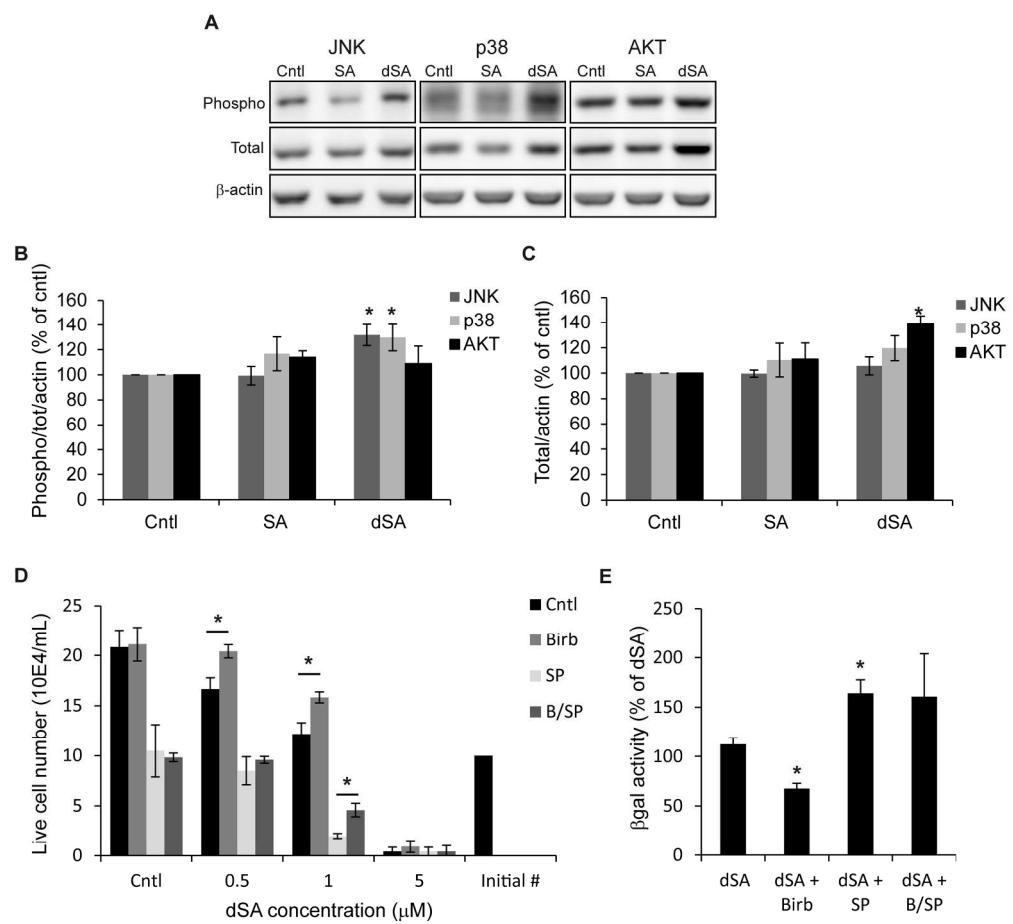 A
JNK p38 AKT
Cntl SA dSA Cntl SA dSA Cntl SA dSA
Phospho
Total
β-actin
B
Phospho/tot/actin (% of cntl)
160
140
120
100
80
60
40
20
0
* *
JNK
p38
AKT
Cntl SA dSA
C
Total/actin (% of cntl)
160
140
120
100
80
60
40
20
0
*
JNK
p38
AKT
Cntl SA dSA
D
Live cell number (10E4/mL)
25
20
15
10
5
0
*
*
*
Cntl
Birb
SP
B/SP
Cntl 0.5 1 5 Initial #
dSA concentration (μM)
E
βgal activity (% of dSA)
250
200
150
100
50
0
*
*
dSA dSA + dSA + dSA +
Birb SP B/SP